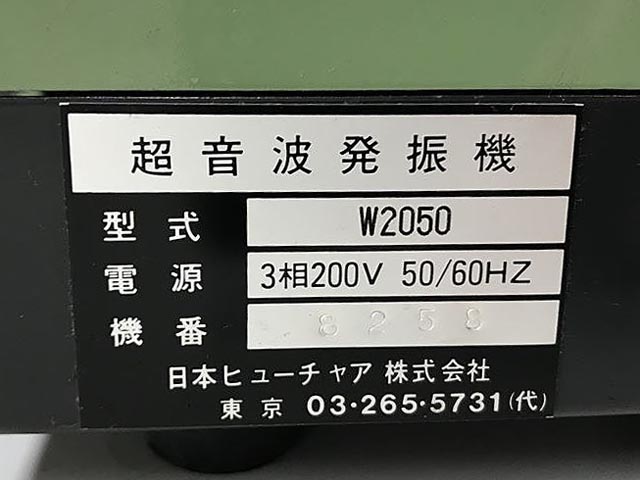 超音波発振機
型式 W2050
電源 3相200V 50/60HZ
機番 8258
日本ヒューチャア 株式会社
東京 03・265・5731(代)